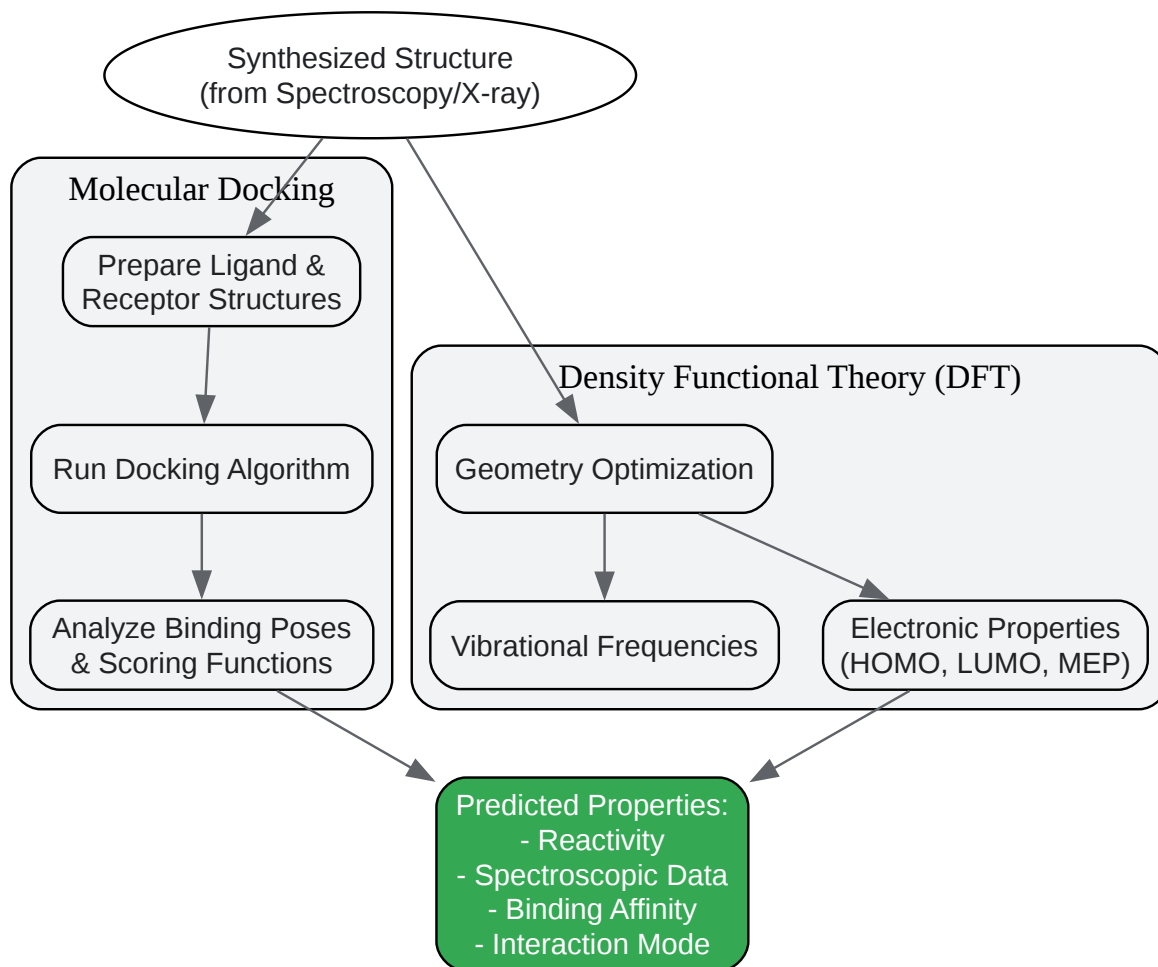 Synthesized Structure
(from Spectroscopy/X-ray)
Molecular Docking
Prepare Ligand &
Receptor Structures
Density Functional Theory (DFT)
Run Docking Algorithm
Geometry Optimization
Analyze Binding Poses
& Scoring Functions
Vibrational Frequencies
Electronic Properties
(HOMO, LUMO, MEP)
Predicted Properties:
- Reactivity
- Spectroscopic Data
- Binding Affinity
- Interaction Mode